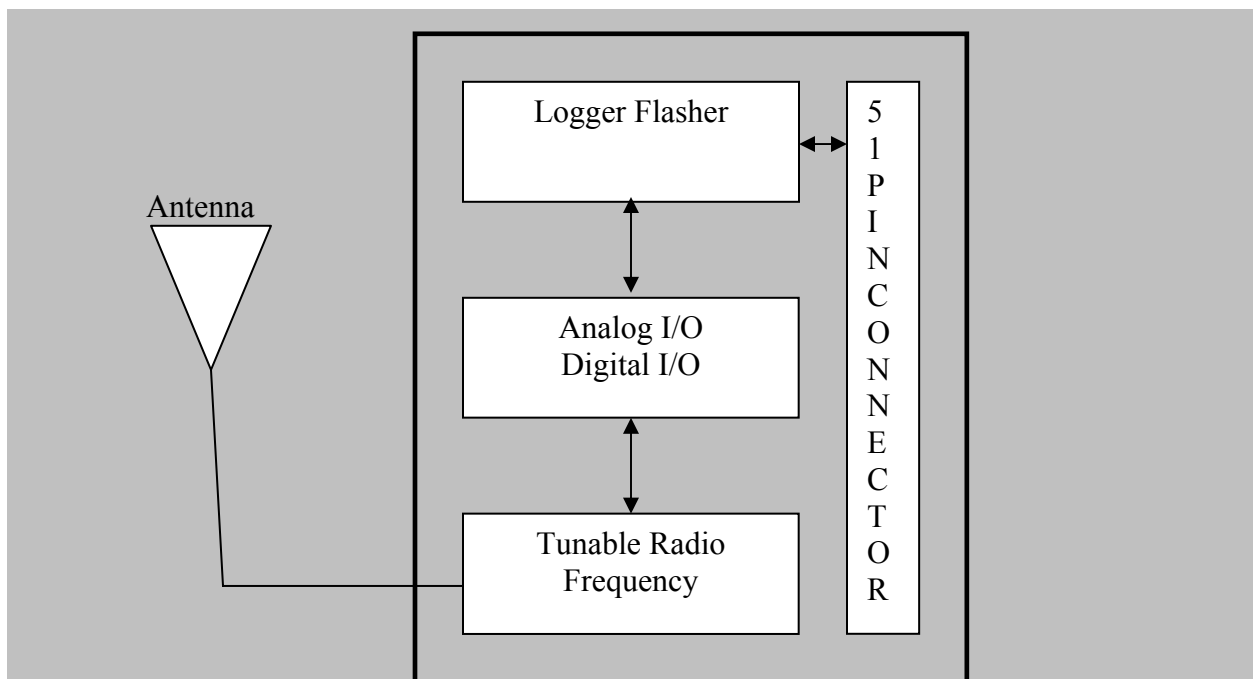 Logger Flasher
Antenna
Analog I/O
Digital I/O
Tunable Radio
Frequency
5
1
P
I
N
C
O
N
N
E
C
T
O
R